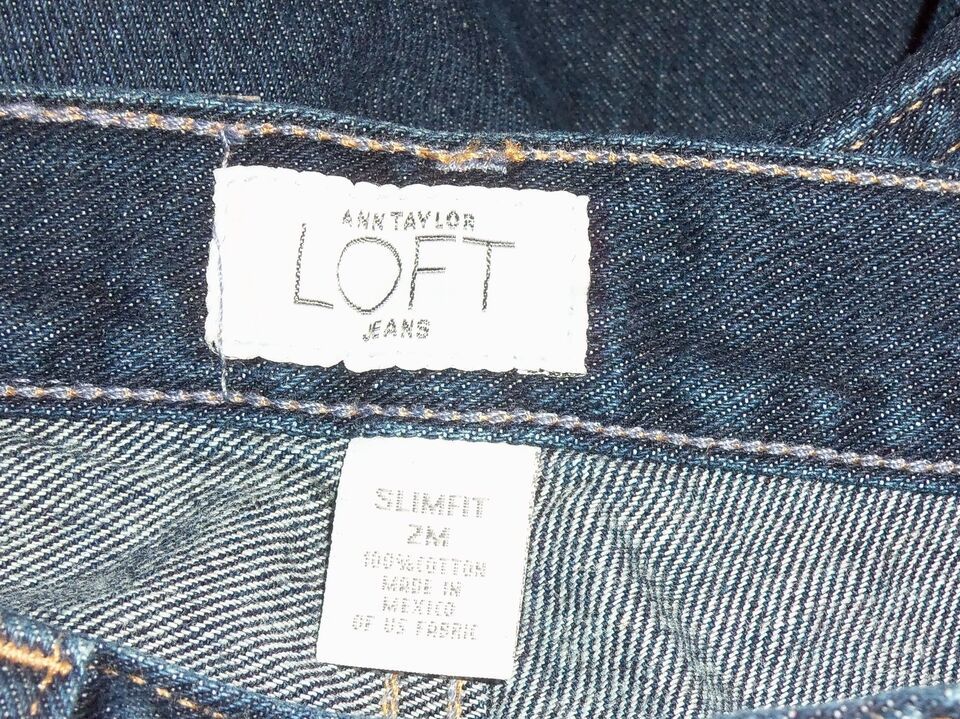 ANN TAYLOR
LOFT
JEANS
SLIMFIT
2M
100%COTTON
MADE IN
MEXICO
OF US FABRIC